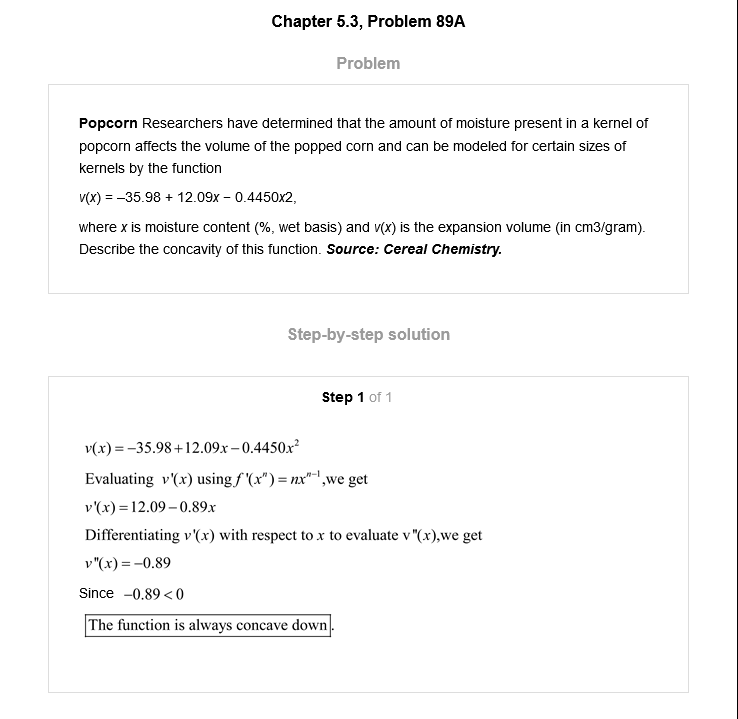 Chapter 5.3, Problem 89A
Problem
Popcorn Researchers have determined that the amount of moisture present in a kernel of
popcorn affects the volume of the popped corn and can be modeled for certain sizes of
kernels by the function
v(x) = –35.98 + 12.09x – 0.4450x2,
where x is moisture content (%, wet basis) and v(x) is the expansion volume (in cm3/gram).
Describe the concavity of this function. Source: Cereal Chemistry.
Step-by-step solution
Step 1 of 1
v(x) = −35.98 + 12.09x − 0.4450x²
Evaluating v'(x) using f'(xⁿ) = nxⁿ⁻¹, we get
v'(x) = 12.09 − 0.89x
Differentiating v'(x) with respect to x to evaluate v"(x), we get
v"(x) = −0.89
Since −0.89 < 0
The function is always concave down.